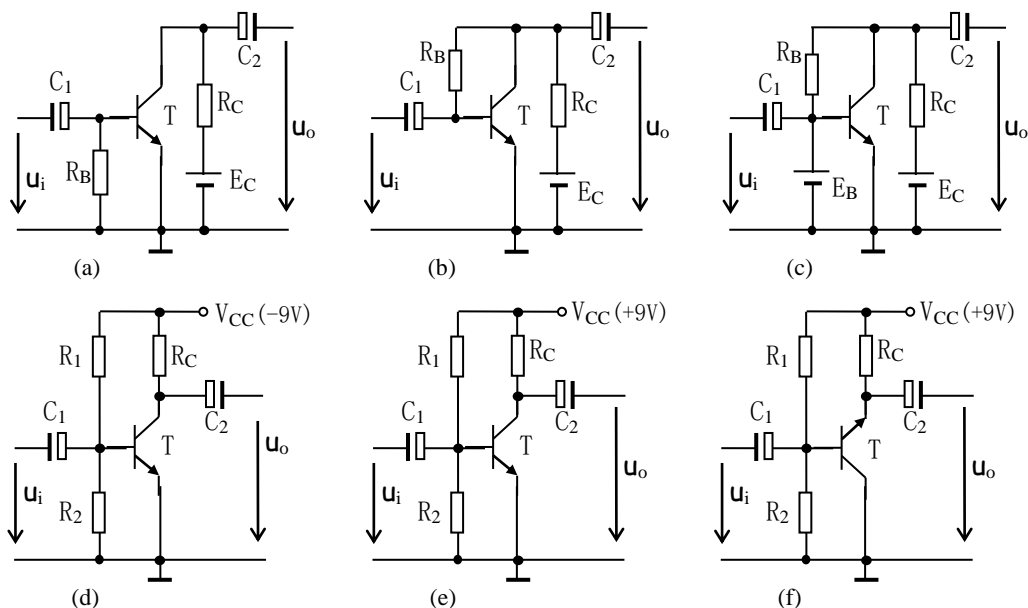 C1
T
RB
RC
EC
C2
ui
uo
(a)
C1
RB
T
RC
EC
C2
ui
uo
(b)
C1
RB
EB
T
RC
EC
C2
ui
uo
(c)
VCC(-9V)
R1
RC
C1
C2
T
R2
ui
uo
(d)
VCC(+9V)
R1
RC
C1
C2
T
R2
ui
uo
(e)
VCC(+9V)
R1
RC
C1
C2
T
R2
ui
uo
(f)